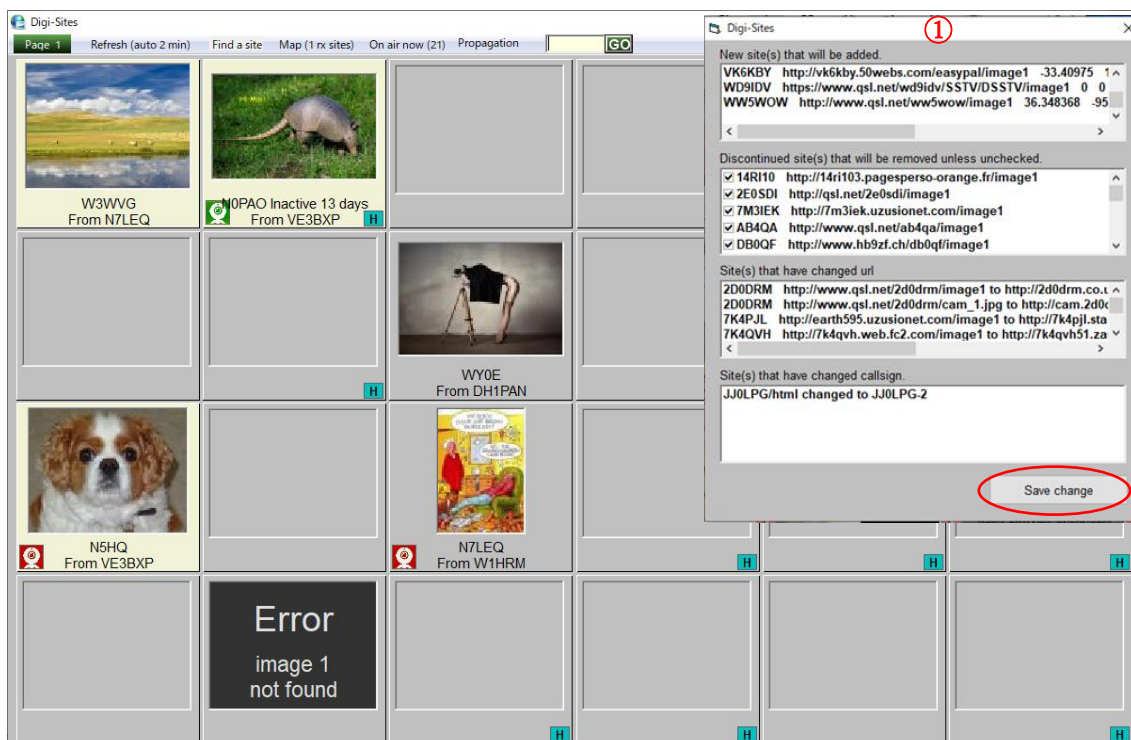 Digi-Sites
Page 1 Refresh (auto 2 min) Find a site Map (1 rx sites) On air now (21) Propagation GO
W3WVG
From N7LEQ
N0PAO Inactive 13 days
From VE3BXP
H
H
WY0E
From DH1PAN
N5HQ
From VE3BXP
N7LEQ
From W1HRM
H
H
H
Error
image 1
not found
H
H
H
Digi-Sites
①
New site(s) that will be added.
VK6KBY http://vk6kby.50webs.com/easypal/image1 -33.40975 1
WD9IDV https://www.qsl.net/wd9idv/SSTV/DSSTV/image1 0 0
WW5WOW http://www.qsl.net/ww5wow/image1 36.348368 -95
Discontinued site(s) that will be removed unless unchecked.
14RI10 http://14ri103.pagesperso-orange.fr/image1
2E0SDI http://qsl.net/2e0sdi/image1
7M3IEK http://7m3iek.uzusionet.com/image1
AB4QA http://www.qsl.net/ab4qa/image1
DB0QF http://www.hb9zf.ch/db0qf/image1
Site(s) that have changed url
2D0DRM http://www.qsl.net/2d0drm/image1 to http://2d0drm.co.u
2D0DRM http://www.qsl.net/2d0drm/cam_1.jpg to http://cam.2d0d
7K4PJL http://earth595.uzusionet.com/image1 to http://7k4pjl.sta
7K4QVH http://7k4qvh.web.fc2.com/image1 to http://7k4qvh51.za
Site(s) that have changed callsign.
JJ0LPG/html changed to JJ0LPG-2
Save change